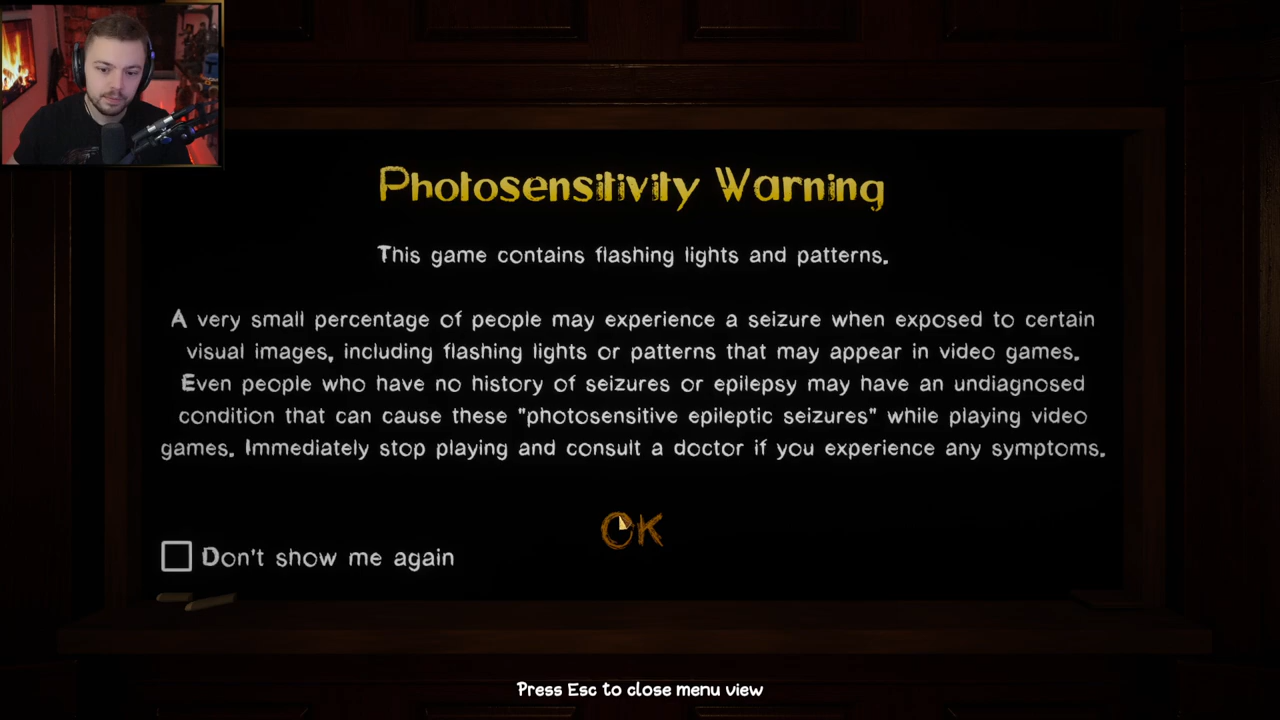 Photosensitivity Warning
This game contains flashing lights and patterns.
A very small percentage of people may experience a seizure when exposed to certain
visual images, including flashing lights or patterns that may appear in video games.
Even people who have no history of seizures or epilepsy may have an undiagnosed
condition that can cause these "photosensitive epileptic seizures" while playing video
games. Immediately stop playing and consult a doctor if you experience any symptoms.
OK
Don't show me again
Press Esc to close menu view